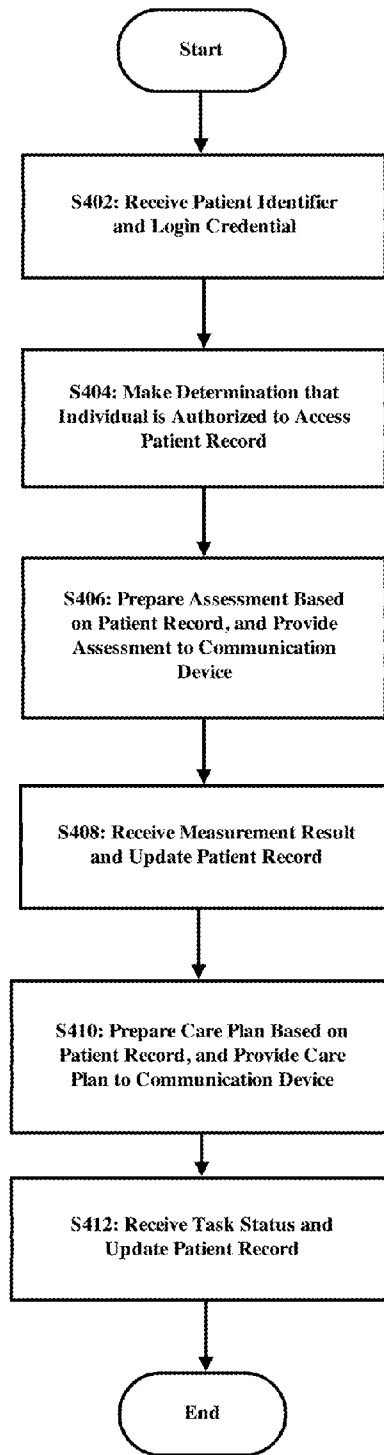 Start
S402: Receive Patient Identifier
and Login Credential
S404: Make Determination that
Individual is Authorized to Access
Patient Record
S406: Prepare Assessment Based
on Patient Record, and Provide
Assessment to Communication
Device
S408: Receive Measurement Result
and Update Patient Record
S410: Prepare Care Plan Based on
Patient Record, and Provide Care
Plan to Communication Device
S412: Receive Task Status and
Update Patient Record
End